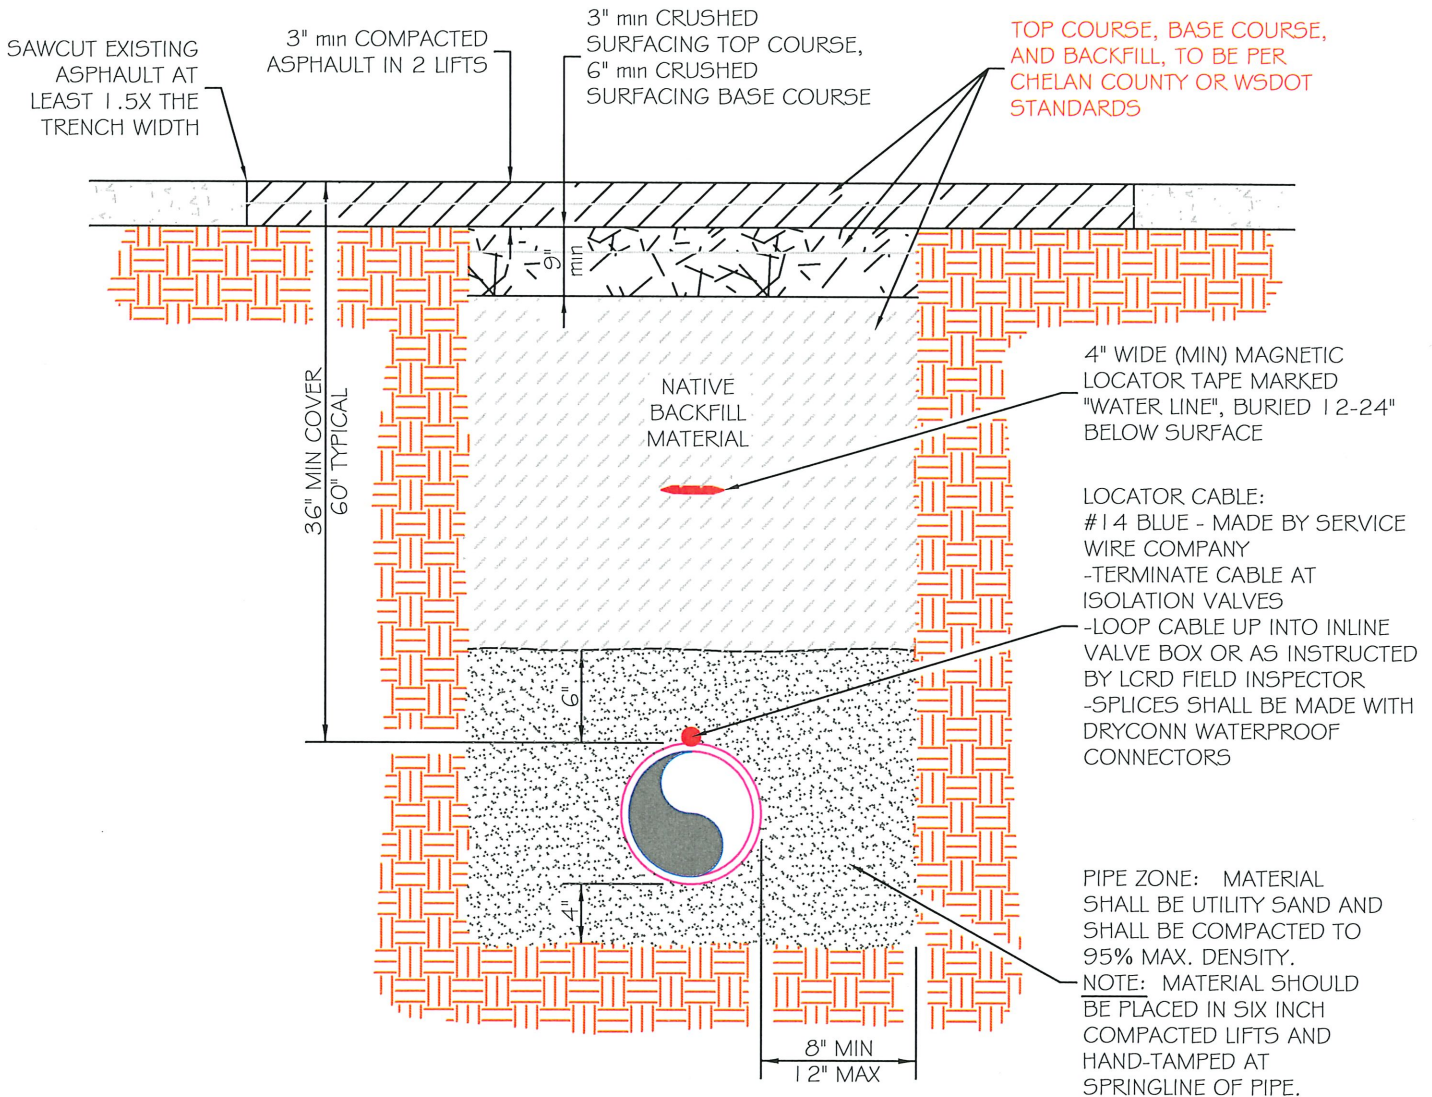 SAWCUT EXISTING
ASPHAULT AT
LEAST 1.5X THE
TRENCH WIDTH
3" min COMPACTED
ASPHAULT IN 2 LIFTS
3" min CRUSHED
SURFACING TOP COURSE,
6" min CRUSHED
SURFACING BASE COURSE
TOP COURSE, BASE COURSE,
AND BACKFILL, TO BE PER
CHELAN COUNTY OR WSDOT
STANDARDS
9"
min
36" MIN COVER
60" TYPICAL
NATIVE
BACKFILL
MATERIAL
4" WIDE (MIN) MAGNETIC
LOCATOR TAPE MARKED
"WATER LINE", BURIED 12-24"
BELOW SURFACE
LOCATOR CABLE:
#14 BLUE - MADE BY SERVICE
WIRE COMPANY
-TERMINATE CABLE AT
ISOLATION VALVES
-LOOP CABLE UP INTO INLINE
VALVE BOX OR AS INSTRUCTED
BY LCRD FIELD INSPECTOR
-SPLICES SHALL BE MADE WITH
DRYCONN WATERPROOF
CONNECTORS
6"
4"
PIPE ZONE: MATERIAL
SHALL BE UTILITY SAND AND
SHALL BE COMPACTED TO
95% MAX. DENSITY.
NOTE: MATERIAL SHOULD
BE PLACED IN SIX INCH
COMPACTED LIFTS AND
HAND-TAMPED AT
SPRINGLINE OF PIPE.
8" MIN
12" MAX